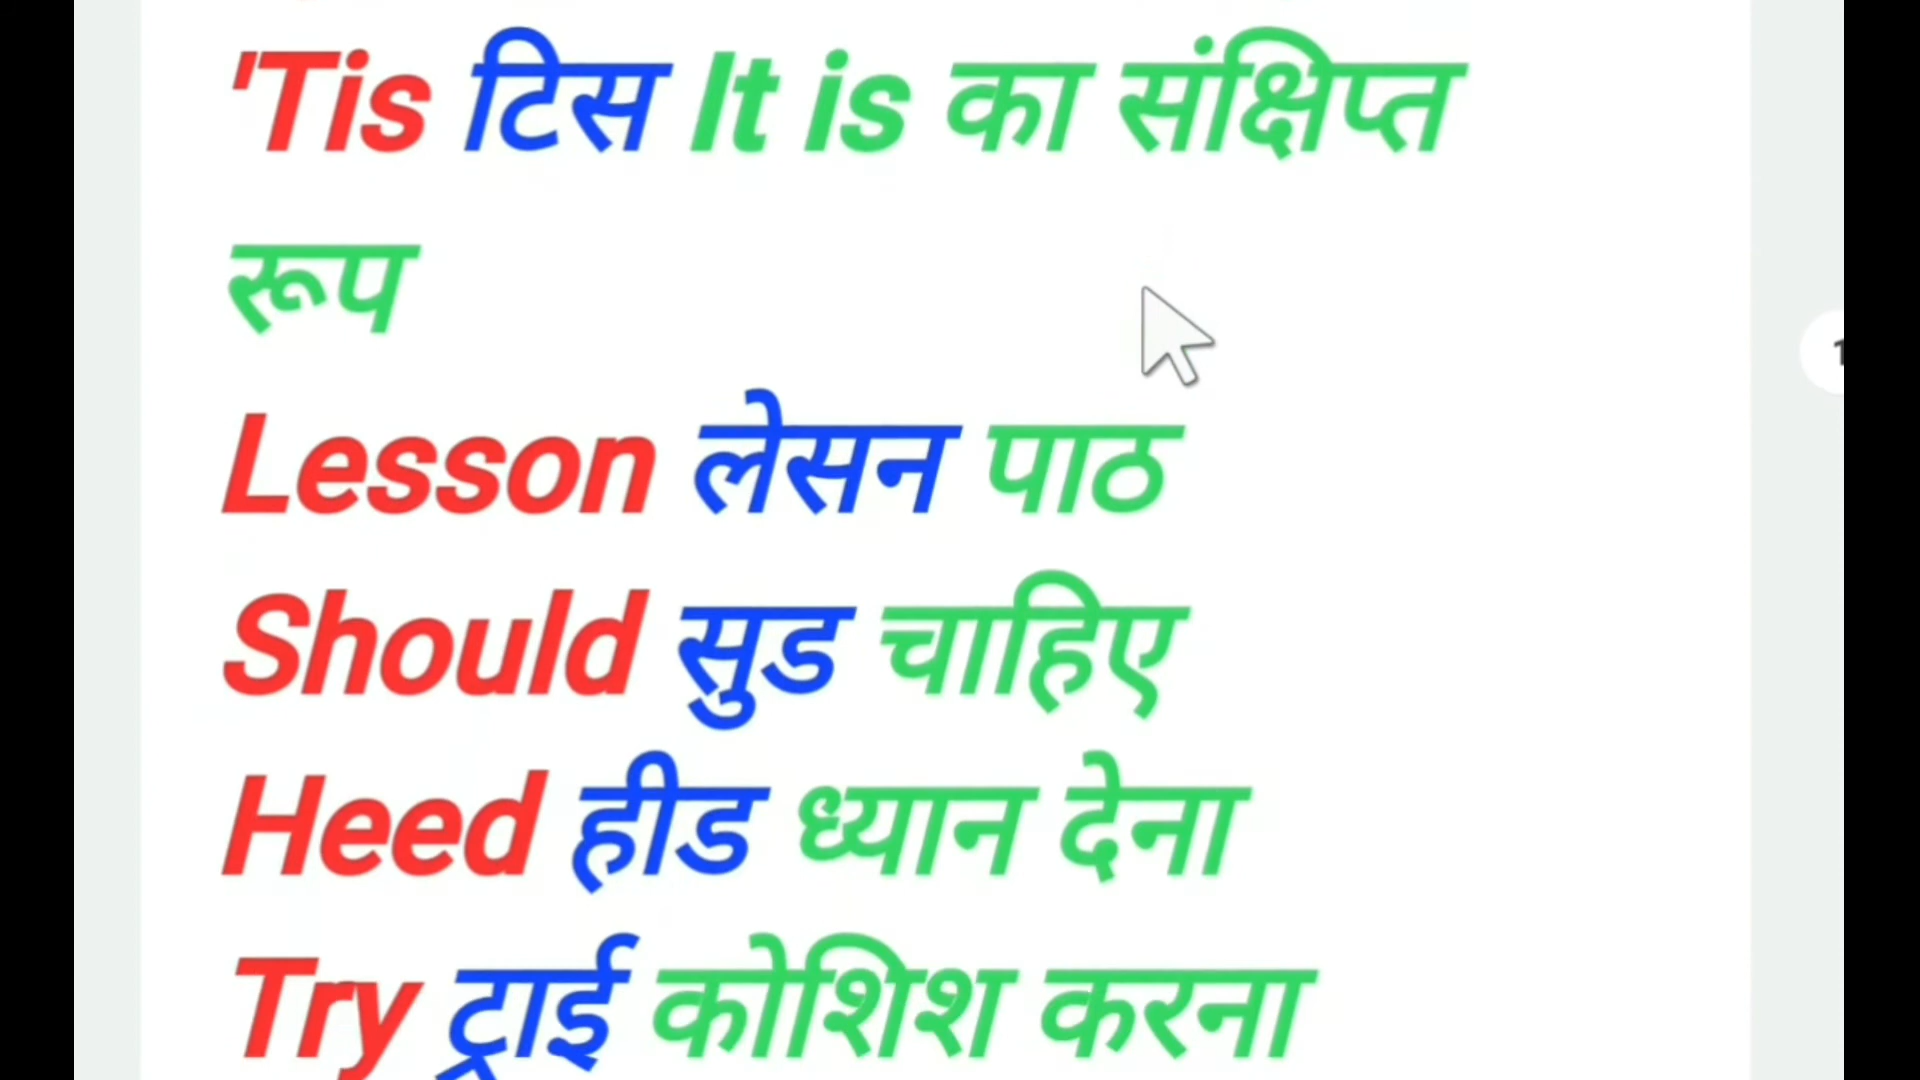 'Tis टिस It is का संक्षिप्त
रूप
Lesson लेसन पाठ
Should सुड चाहिए
Heed हीड ध्यान देना
Try ट्राई कोशिश करना